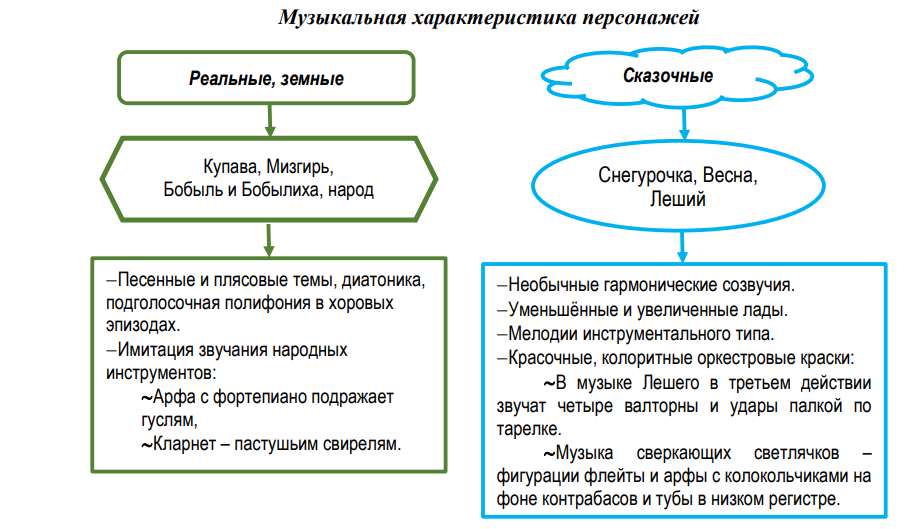 Музыкальная характеристика персонажей
Реальные, земные
Купава, Мизгирь,
Бобыль и Бобылиха, народ
–Песенные и плясовые темы, диатоника,
подголосочная полифония в хоровых
эпизодах.
–Имитация звучания народных
инструментов:
~Арфа с фортепиано подражает
гуслям,
~Кларнет – пастушьим свирелям.
Сказочные
Снегурочка, Весна,
Леший
–Необычные гармонические созвучия.
–Уменьшённые и увеличенные лады.
–Мелодии инструментального типа.
–Красочные, колоритные оркестровые краски:
~В музыке Лешего в третьем действии
звучат четыре валторны и удары палкой по
тарелке.
~Музыка сверкающих светлячков –
фигурации флейты и арфы с колокольчиками на
фоне контрабасов и тубы в низком регистре.